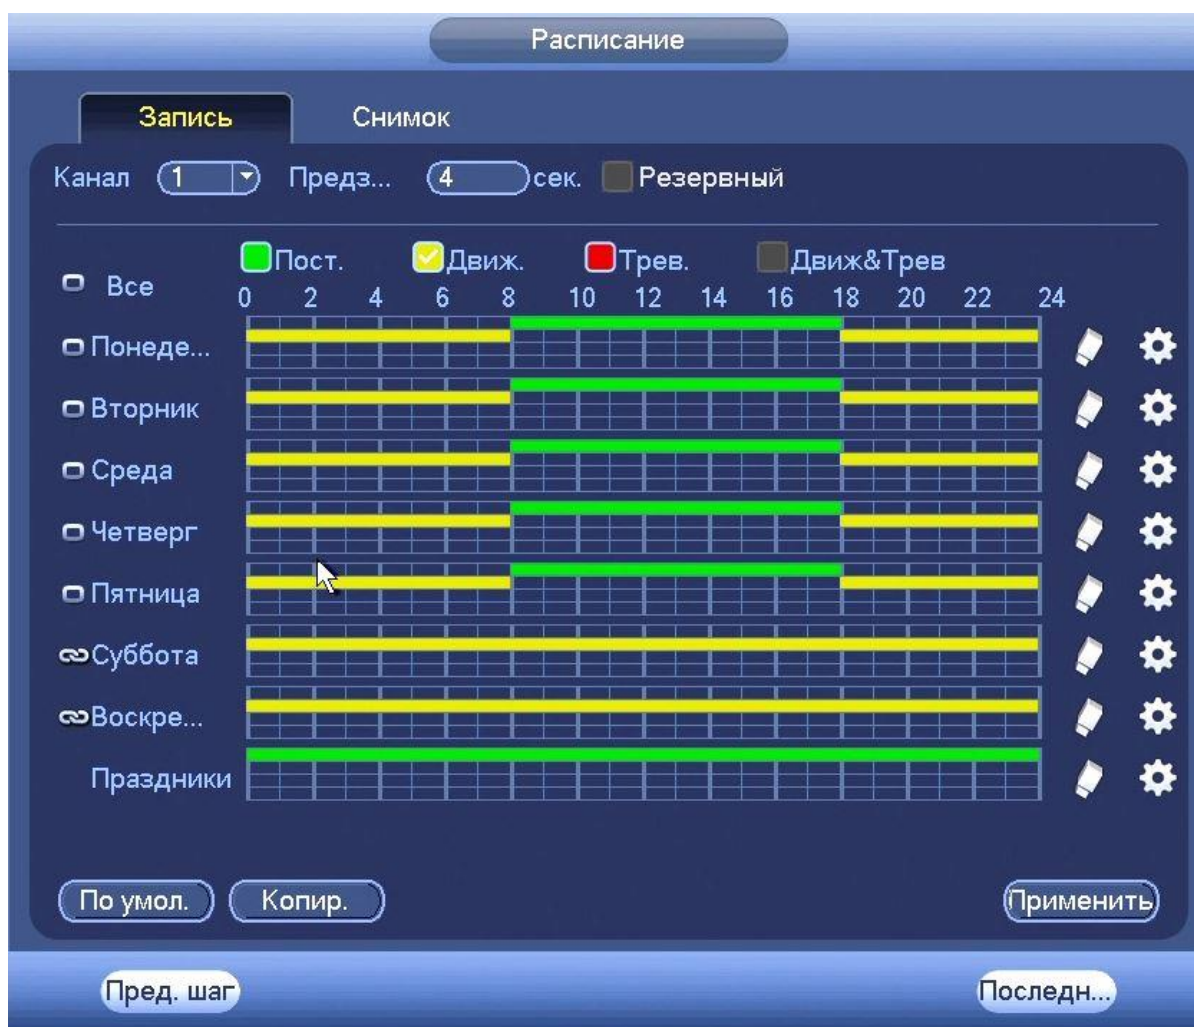 Расписание
Запись Снимок
Канал 1 Предз... 4 сек. Резервный
Пост. Движ. Трев. Движ&Трев
Все
0 2 4 6 8 10 12 14 16 18 20 22 24
Понеде...
Вторник
Среда
Четверг
Пятница
Суббота
Воскре...
Праздники
По умол. Копир. Применить
Пред. шаг Последн...